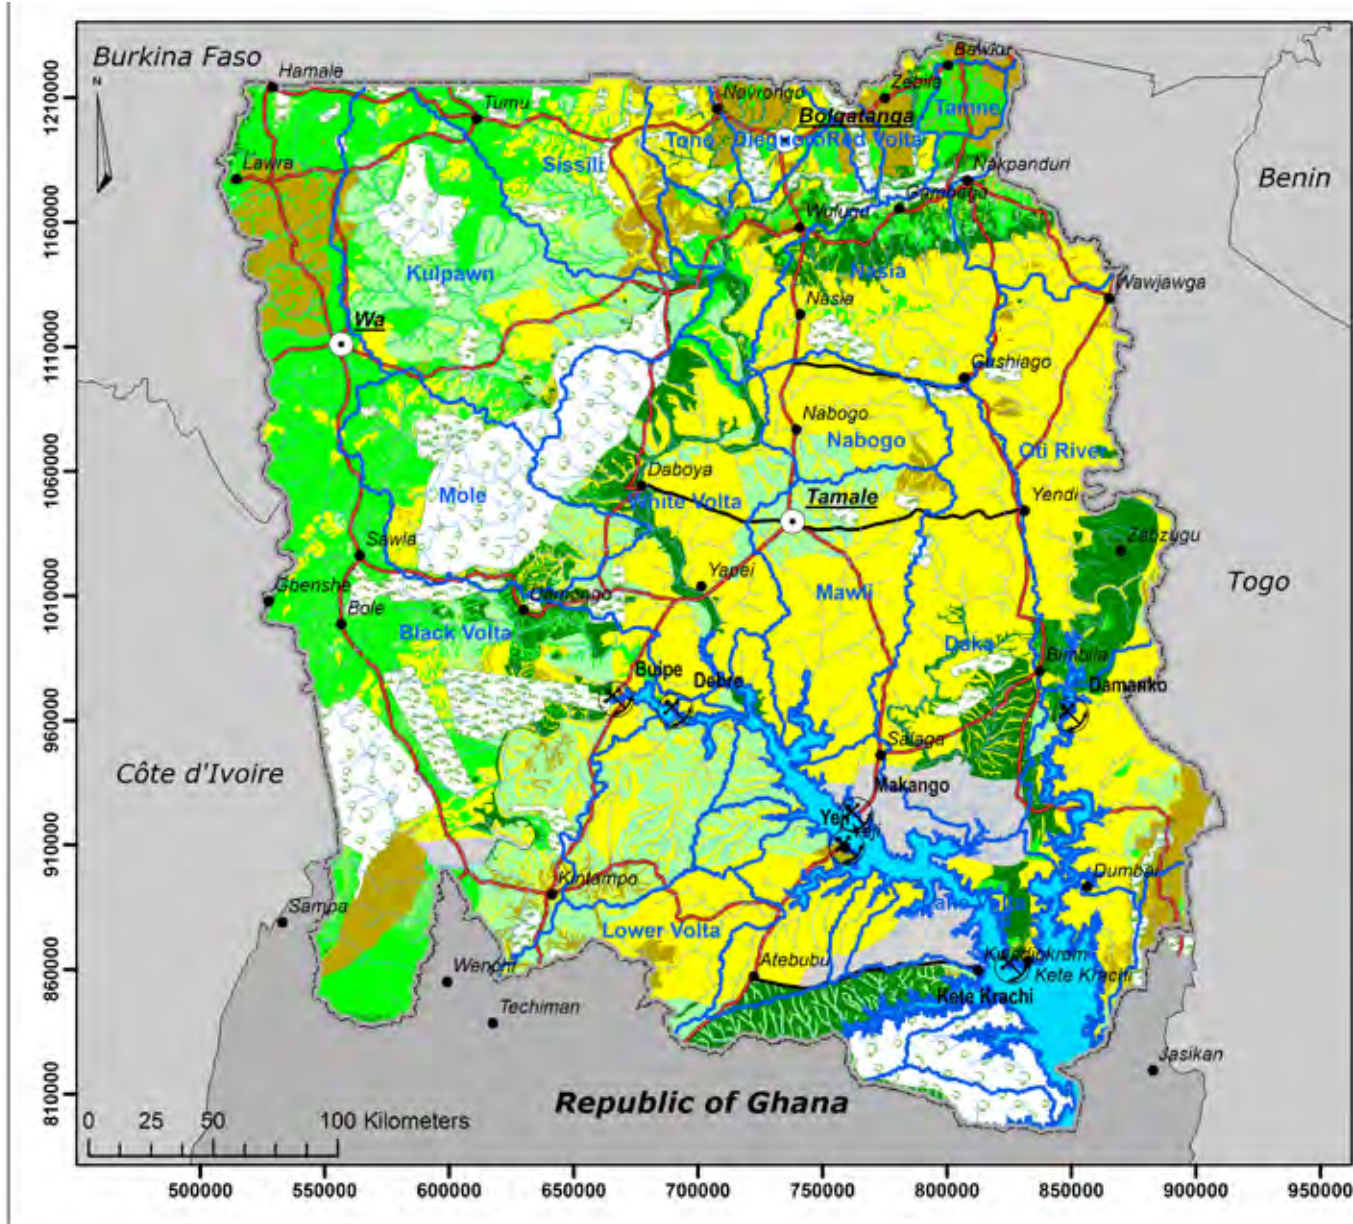 Burkina Faso
Bawku
Hamale
Zebila
N
Tumu
Navrongo
Bolgatanga
Tamne
Tono
Red Volta
Sissili
Lawra
Nakpanduri
Benin
Gambaga
Wulugu
Kulpawn
Nasia
Wawjawga
Nasia
Wa
Gushiago
Nabogo
Nabogo
Oti River
Daboya
Mole
White Volta
Tamale
Yendi
Sawla
Zabzugu
Gbenshe
Yapei
Togo
Damongo
Mawli
Bole
Black Volta
Daka
Bimbila
Buipe
Debre
Damanko
Salaga
Côte d'Ivoire
Makango
Yeji
Yeji
Dumbai
Kintampo
Sampa
Lower Volta
Wenchi
Atebubu
Kete Krachi
Kete Krachi
Techiman
Jasikan
Republic of Ghana
0 25 50 100 Kilometers
1210000
1160000
1110000
1060000
1010000
960000
910000
860000
810000
500000 550000 600000 650000 700000 750000 800000 850000 900000 950000